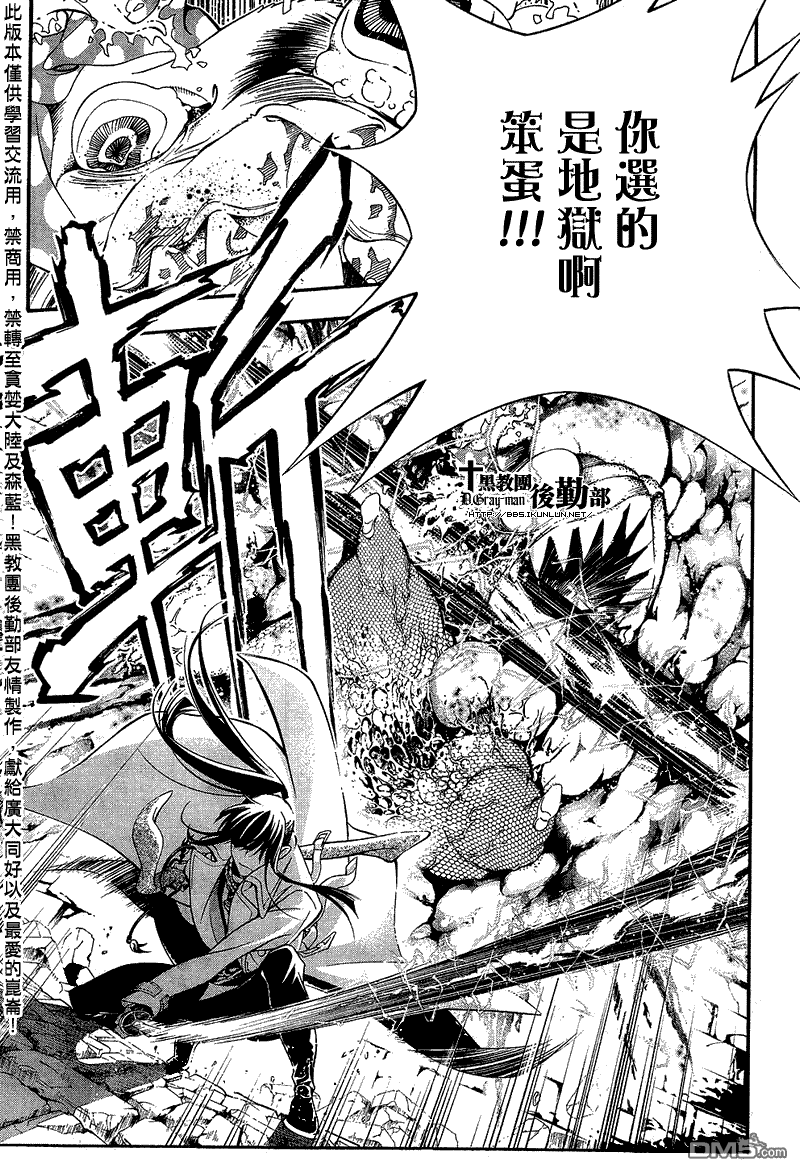 你選的
是地獄啊
笨蛋!!!
斬
黑教團
D.Gray-man
後勤部
HTTP://BBS.IKUNLUN.NET/
此版本僅供學習交流用，禁商用，禁轉至貪婪大陸及森藍！黑教團後勤部友情製作，獻給廣大同好以及最愛的崑崙！！
DM5.com